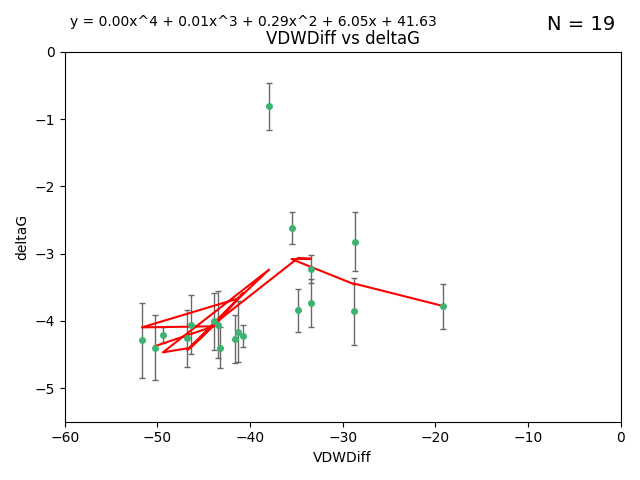 y = 0.00x^4 + 0.01x^3 + 0.29x^2 + 6.05x + 41.63
N = 19
VDWDiff vs deltaG
0
−1
−2
−3
−4
−5
deltaG
−60
−50
−40
−30
−20
−10
0
VDWDiff